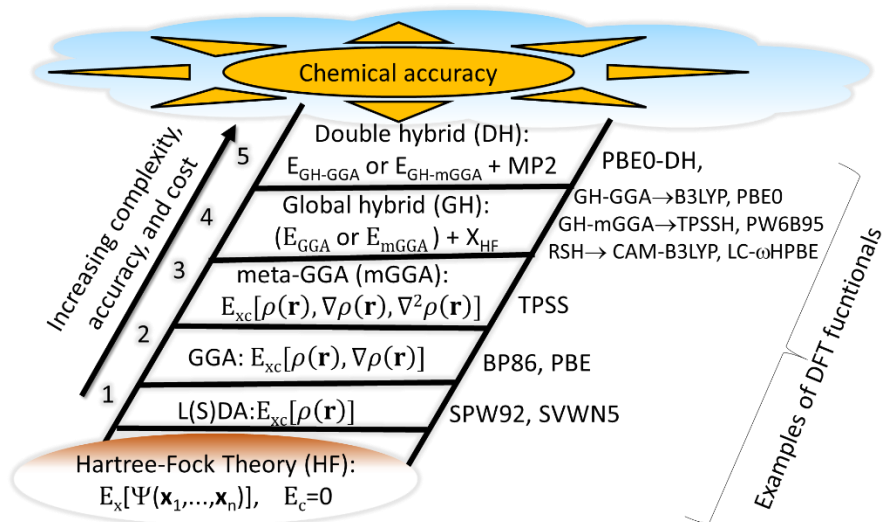 Chemical accuracy
Increasing complexity,
accuracy, and cost
5
4
3
2
1
Double hybrid (DH):
E_GH-GGA or E_GH-mGGA + MP2
Global hybrid (GH):
(E_GGA or E_mGGA ) + X_HF
meta-GGA (mGGA):
E_xc[ρ(𝐫), ∇ρ(𝐫), ∇²ρ(𝐫)]
GGA: E_xc[ρ(𝐫), ∇ρ(𝐫)]
L(S)DA:E_xc[ρ(𝐫)]
Hartree-Fock Theory (HF):
E_x[Ψ(𝐱₁,...,𝐱ₙ)], E_c=0
PBE0-DH,
GH-GGA→B3LYP, PBE0
GH-mGGA→TPSSH, PW6B95
RSH→ CAM-B3LYP, LC-ωHPBE
TPSS
BP86, PBE
SPW92, SVWN5
Examples of DFT fucntionals